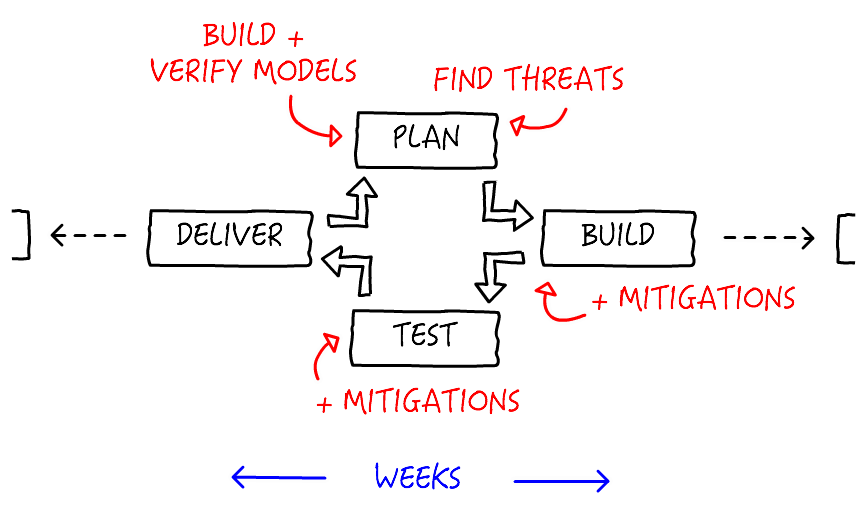 BUILD +
VERIFY MODELS
FIND THREATS
PLAN
DELIVER
BUILD
+ MITIGATIONS
TEST
+ MITIGATIONS
WEEKS